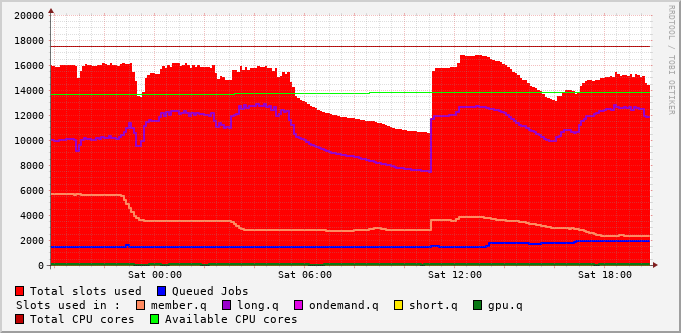 RRDTOOL / TOBI OETIKER
20000
18000
16000
14000
12000
10000
8000
6000
4000
2000
0
Sat 00:00 Sat 06:00 Sat 12:00 Sat 18:00
Total slots used Queued Jobs
Slots used in : member.q long.q ondemand.q short.q gpu.q
Total CPU cores Available CPU cores